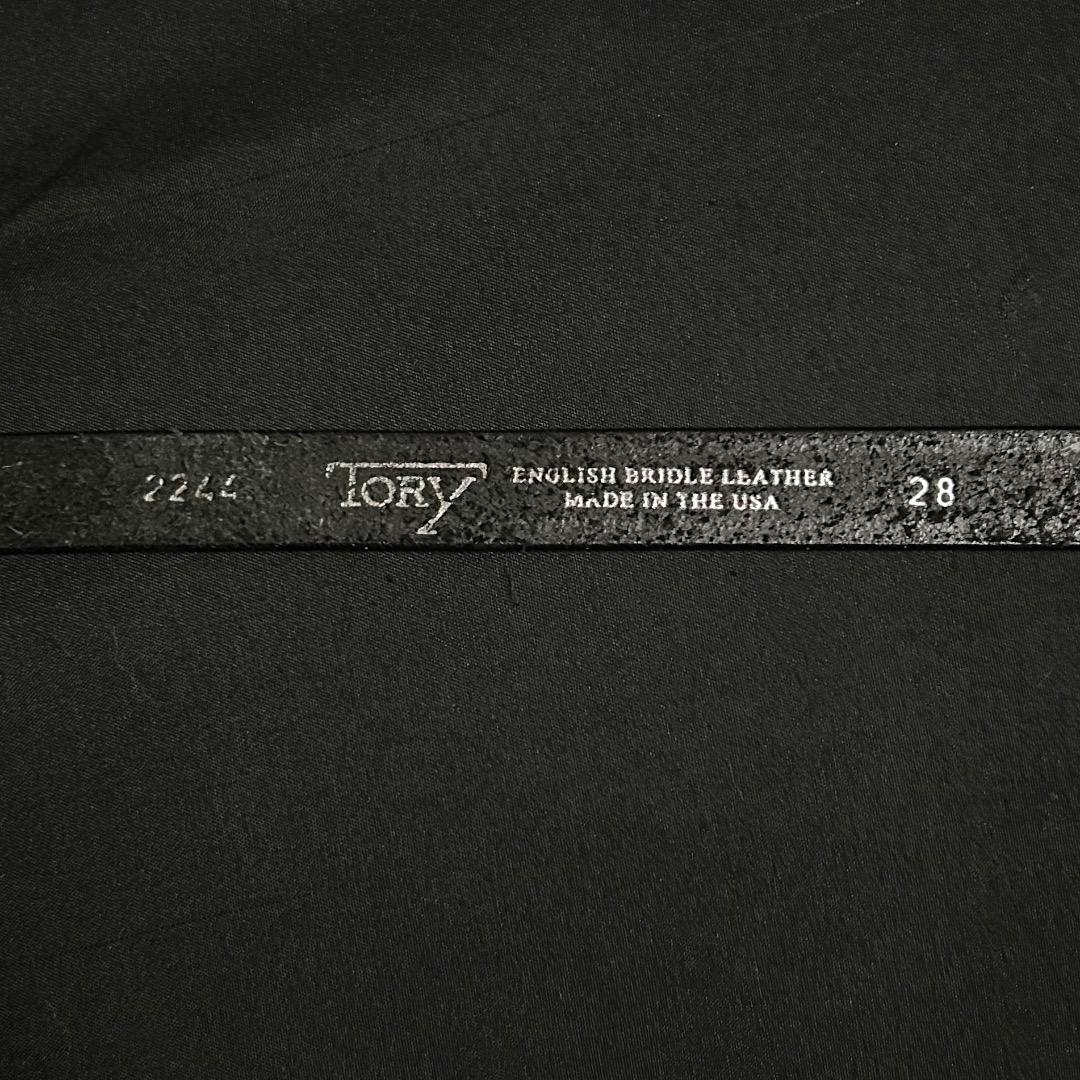 2244
TORY
ENGLISH BRIDLE LEATHER
MADE IN THE USA
28